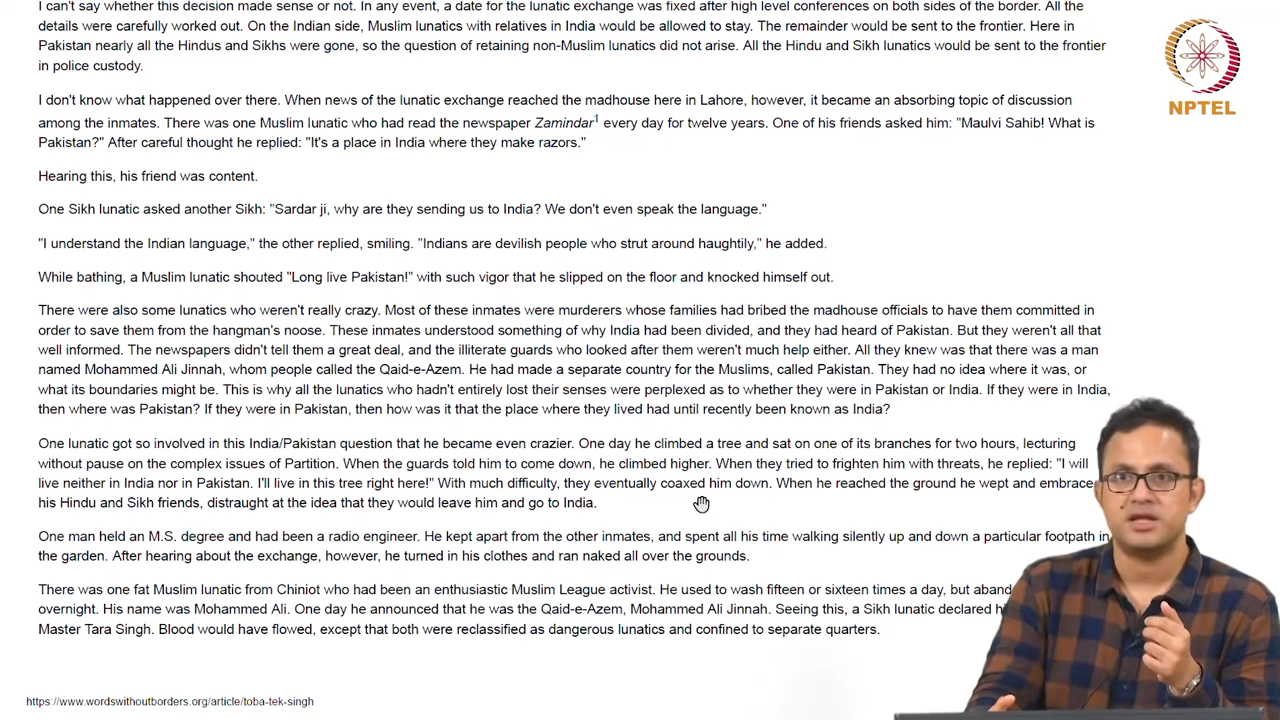 I can't say whether this decision made sense or not. In any event, a date for the lunatic exchange was fixed after high level conferences on both sides of the border. All the
details were carefully worked out. On the Indian side, Muslim lunatics with relatives in India would be allowed to stay. The remainder would be sent to the frontier. Here in
Pakistan nearly all the Hindus and Sikhs were gone, so the question of retaining non-Muslim lunatics did not arise. All the Hindu and Sikh lunatics would be sent to the frontier
in police custody.
I don't know what happened over there. When news of the lunatic exchange reached the madhouse here in Lahore, however, it became an absorbing topic of discussion
among the inmates. There was one Muslim lunatic who had read the newspaper Zamindar1 every day for twelve years. One of his friends asked him: "Maulvi Sahib! What is
Pakistan?" After careful thought he replied: "It's a place in India where they make razors."
Hearing this, his friend was content.
One Sikh lunatic asked another Sikh: "Sardar ji, why are they sending us to India? We don't even speak the language."
"I understand the Indian language," the other replied, smiling. "Indians are devilish people who strut around haughtily," he added.
While bathing, a Muslim lunatic shouted "Long live Pakistan!" with such vigor that he slipped on the floor and knocked himself out.
There were also some lunatics who weren't really crazy. Most of these inmates were murderers whose families had bribed the madhouse officials to have them committed in
order to save them from the hangman's noose. These inmates understood something of why India had been divided, and they had heard of Pakistan. But they weren't all that
well informed. The newspapers didn't tell them a great deal, and the illiterate guards who looked after them weren't much help either. All they knew was that there was a man
named Mohammed Ali Jinnah, whom people called the Qaid-e-Azem. He had made a separate country for the Muslims, called Pakistan. They had no idea where it was, or
what its boundaries might be. This is why all the lunatics who hadn't entirely lost their senses were perplexed as to whether they were in Pakistan or India. If they were in India,
then where was Pakistan? If they were in Pakistan, then how was it that the place where they lived had until recently been known as India?
One lunatic got so involved in this India/Pakistan question that he became even crazier. One day he climbed a tree and sat on one of its branches for two hours, lecturing
without pause on the complex issues of Partition. When the guards told him to come down, he climbed higher. When they tried to frighten him with threats, he replied: "I will
live neither in India nor in Pakistan. I'll live in this tree right here!" With much difficulty, they eventually coaxed him down. When he reached the ground he wept and embrace
his Hindu and Sikh friends, distraught at the idea that they would leave him and go to India.
One man held an M.S. degree and had been a radio engineer. He kept apart from the other inmates, and spent all his time walking silently up and down a particular footpath in
the garden. After hearing about the exchange, however, he turned in his clothes and ran naked all over the grounds.
There was one fat Muslim lunatic from Chiniot who had been an enthusiastic Muslim League activist. He used to wash fifteen or sixteen times a day, but aband
overnight. His name was Mohammed Ali. One day he announced that he was the Qaid-e-Azem, Mohammed Ali Jinnah. Seeing this, a Sikh lunatic declared hi
Master Tara Singh. Blood would have flowed, except that both were reclassified as dangerous lunatics and confined to separate quarters.
https://www.wordswithoutborders.org/article/toba-tek-singh
NPTEL